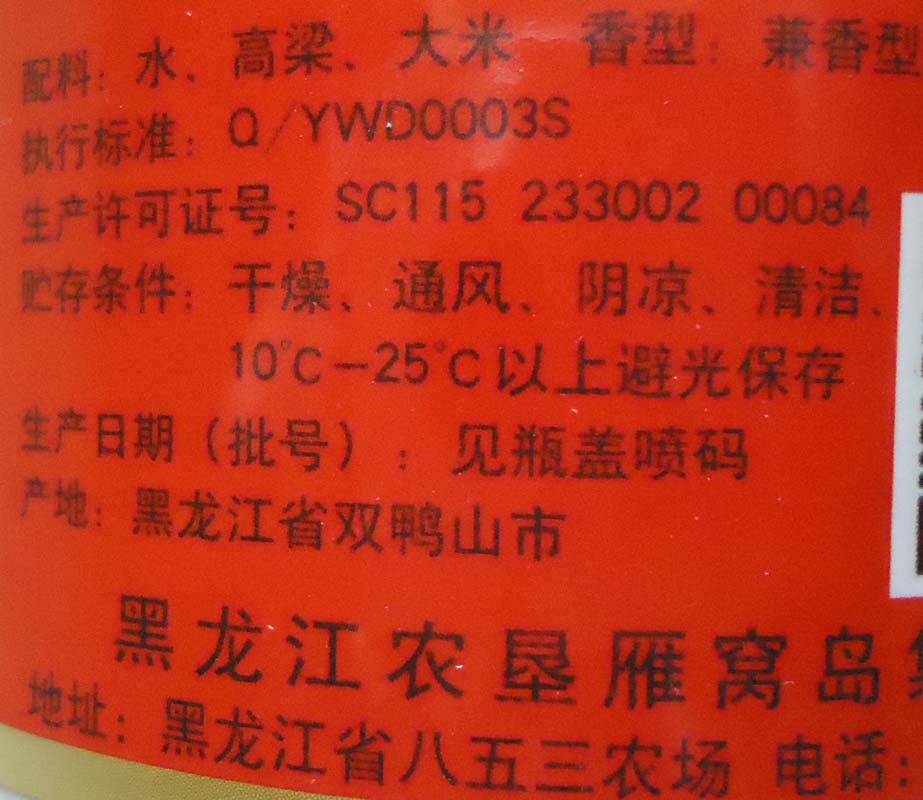 配料：水、高粱、大米 香型：兼香型
执行标准：Q/YWD0003S
生产许可证号：SC115 233002 00084
贮存条件：干燥、通风、阴凉、清洁、
10℃-25℃以上避光保存
生产日期（批号）：见瓶盖喷码
产地：黑龙江省双鸭山市
黑龙江农垦雁窝岛
地址：黑龙江省八五三农场 电话：